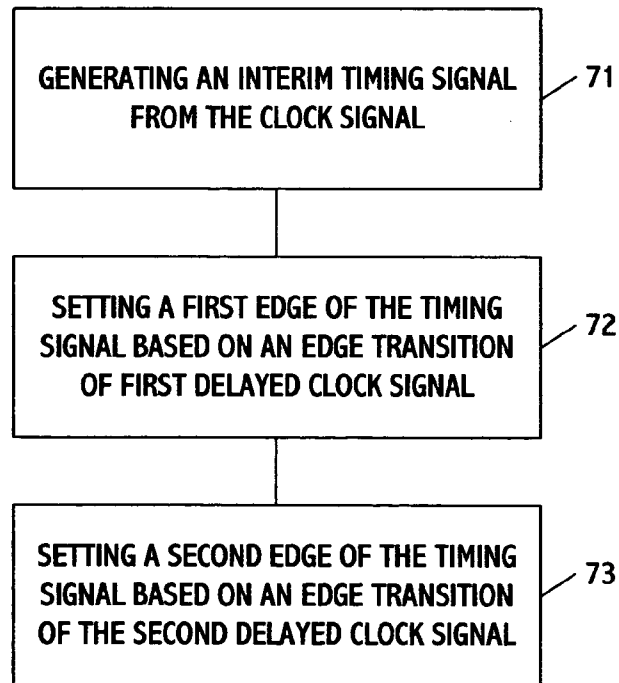 GENERATING AN INTERIM TIMING SIGNAL
FROM THE CLOCK SIGNAL
71
SETTING A FIRST EDGE OF THE TIMING
SIGNAL BASED ON AN EDGE TRANSITION
OF FIRST DELAYED CLOCK SIGNAL
72
SETTING A SECOND EDGE OF THE TIMING
SIGNAL BASED ON AN EDGE TRANSITION
OF THE SECOND DELAYED CLOCK SIGNAL
73